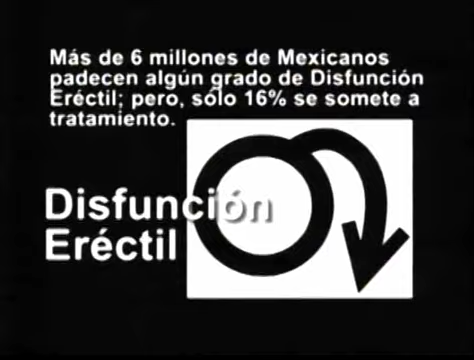 Más de 6 millones de Mexicanos
padecen algún grado de Disfunción
Eréctil; pero, sólo 16% se somete a
tratamiento.
Disfunción
Eréctil